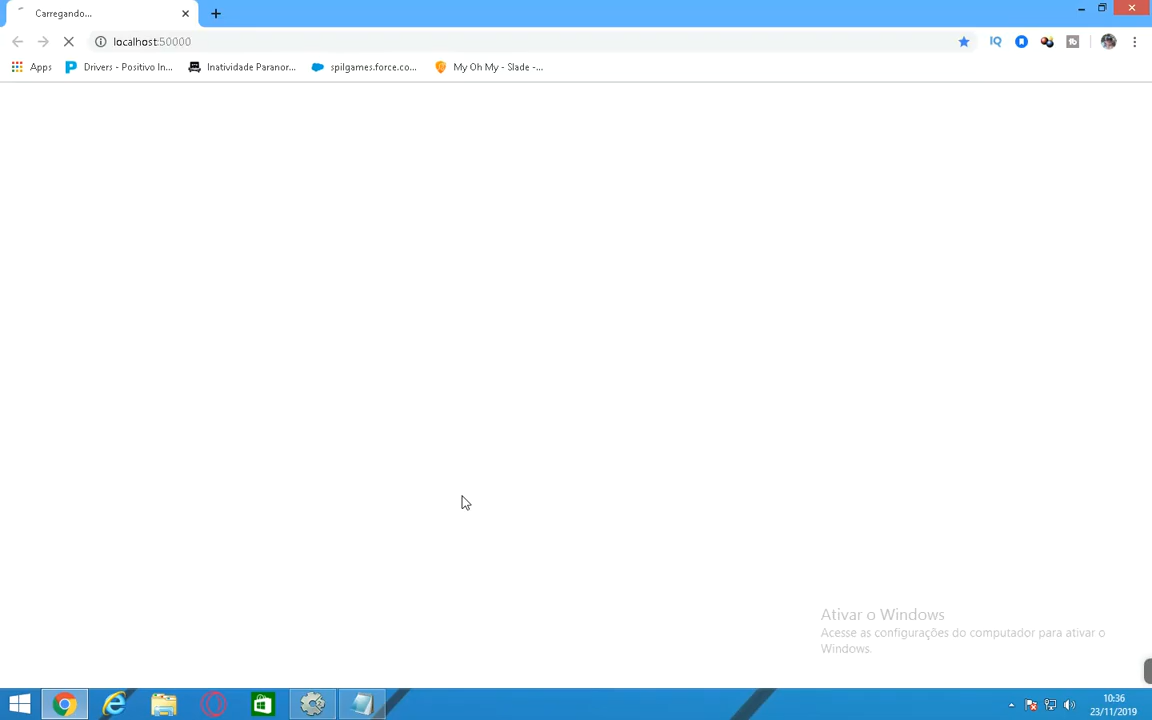 Carregando...
localhost:50000
Apps
Drivers - Positivo In...
Inatividade Paranor...
spilgames.force.co...
My Oh My - Slade -...
IQ
Ativar o Windows
Acesse as configurações do computador para ativar o
Windows.
10:36
23/11/2019